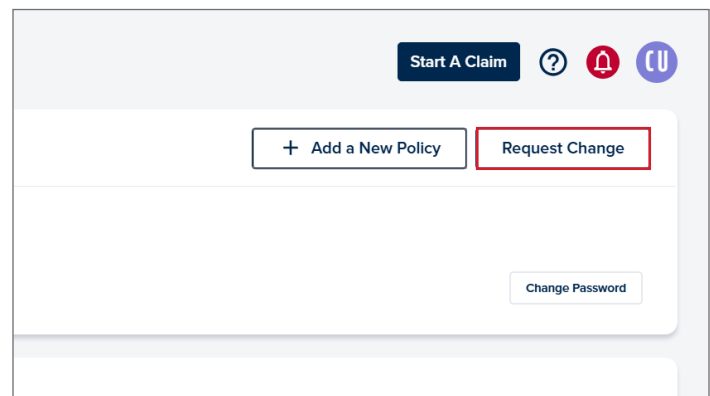 Start A Claim ? CU
+ Add a New Policy Request Change
Change Password